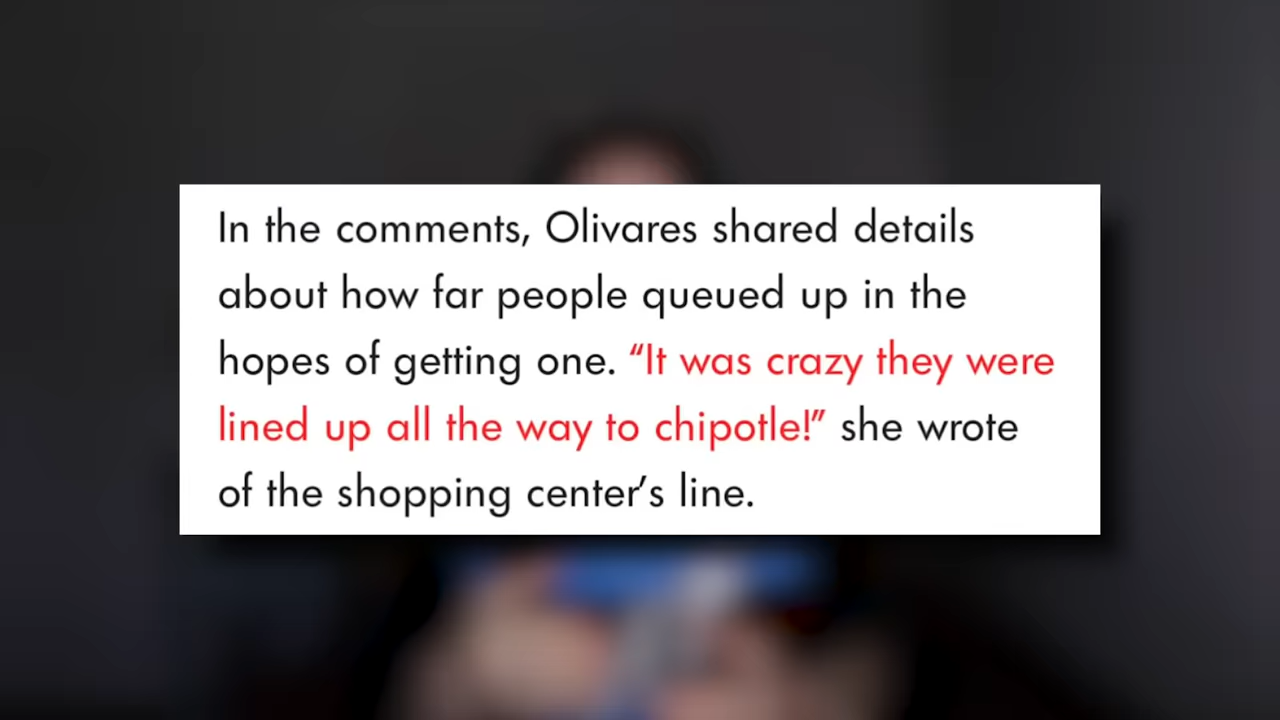 In the comments, Olivares shared details
about how far people queued up in the
hopes of getting one. “It was crazy they were
lined up all the way to chipotle!” she wrote
of the shopping center’s line.